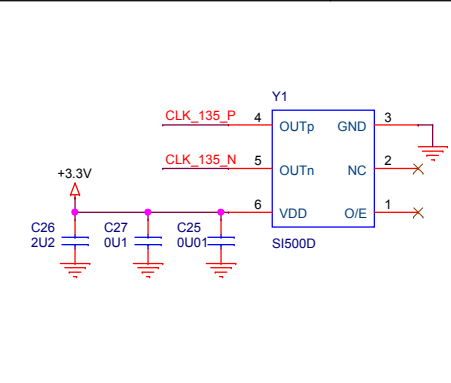 Y1
CLK_135_P 4 OUTp GND 3
CLK_135_N 5 OUTn NC 2
+3.3V
6 VDD O/E 1
C26 C27 C25
2U2 0U1 0U01
SI500D